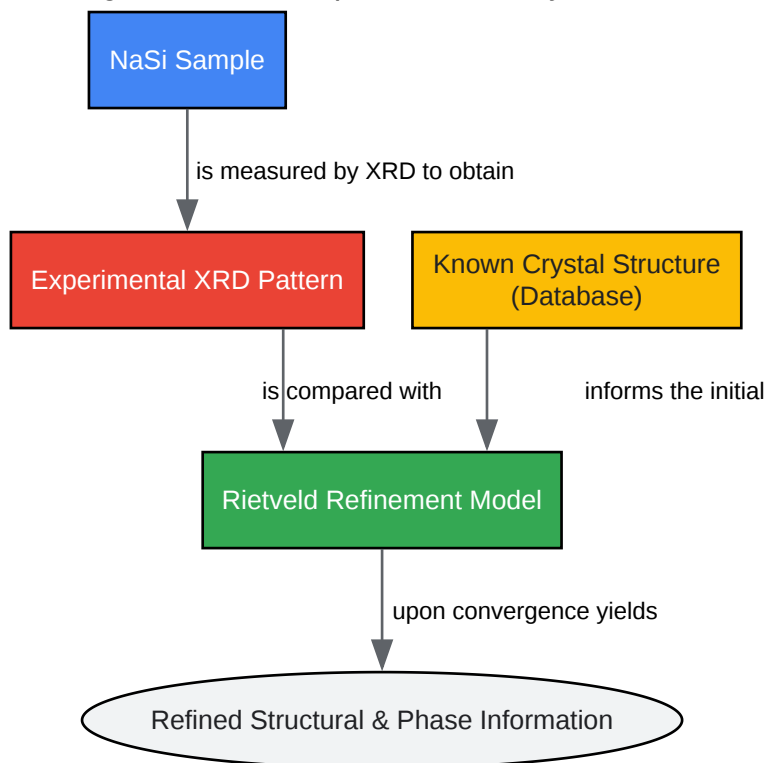 NaSi Sample
is measured by XRD to obtain
Experimental XRD Pattern
Known Crystal Structure
(Database)
is compared with
informs the initial
Rietveld Refinement Model
upon convergence yields
Refined Structural & Phase Information